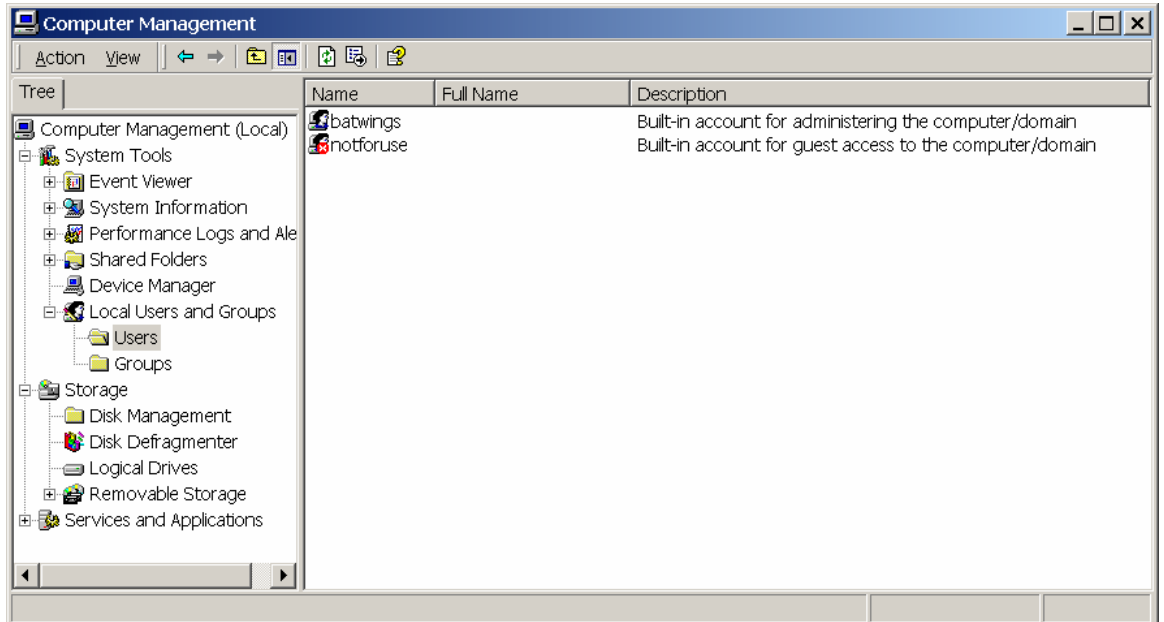 Computer Management
Action View
Tree
Name Full Name Description
Computer Management (Local)
System Tools
Event Viewer
System Information
Performance Logs and Ale
Shared Folders
Device Manager
Local Users and Groups
Users
Groups
Storage
Disk Management
Disk Defragmenter
Logical Drives
Removable Storage
Services and Applications
batwings Built-in account for administering the computer/domain
notforuse Built-in account for guest access to the computer/domain